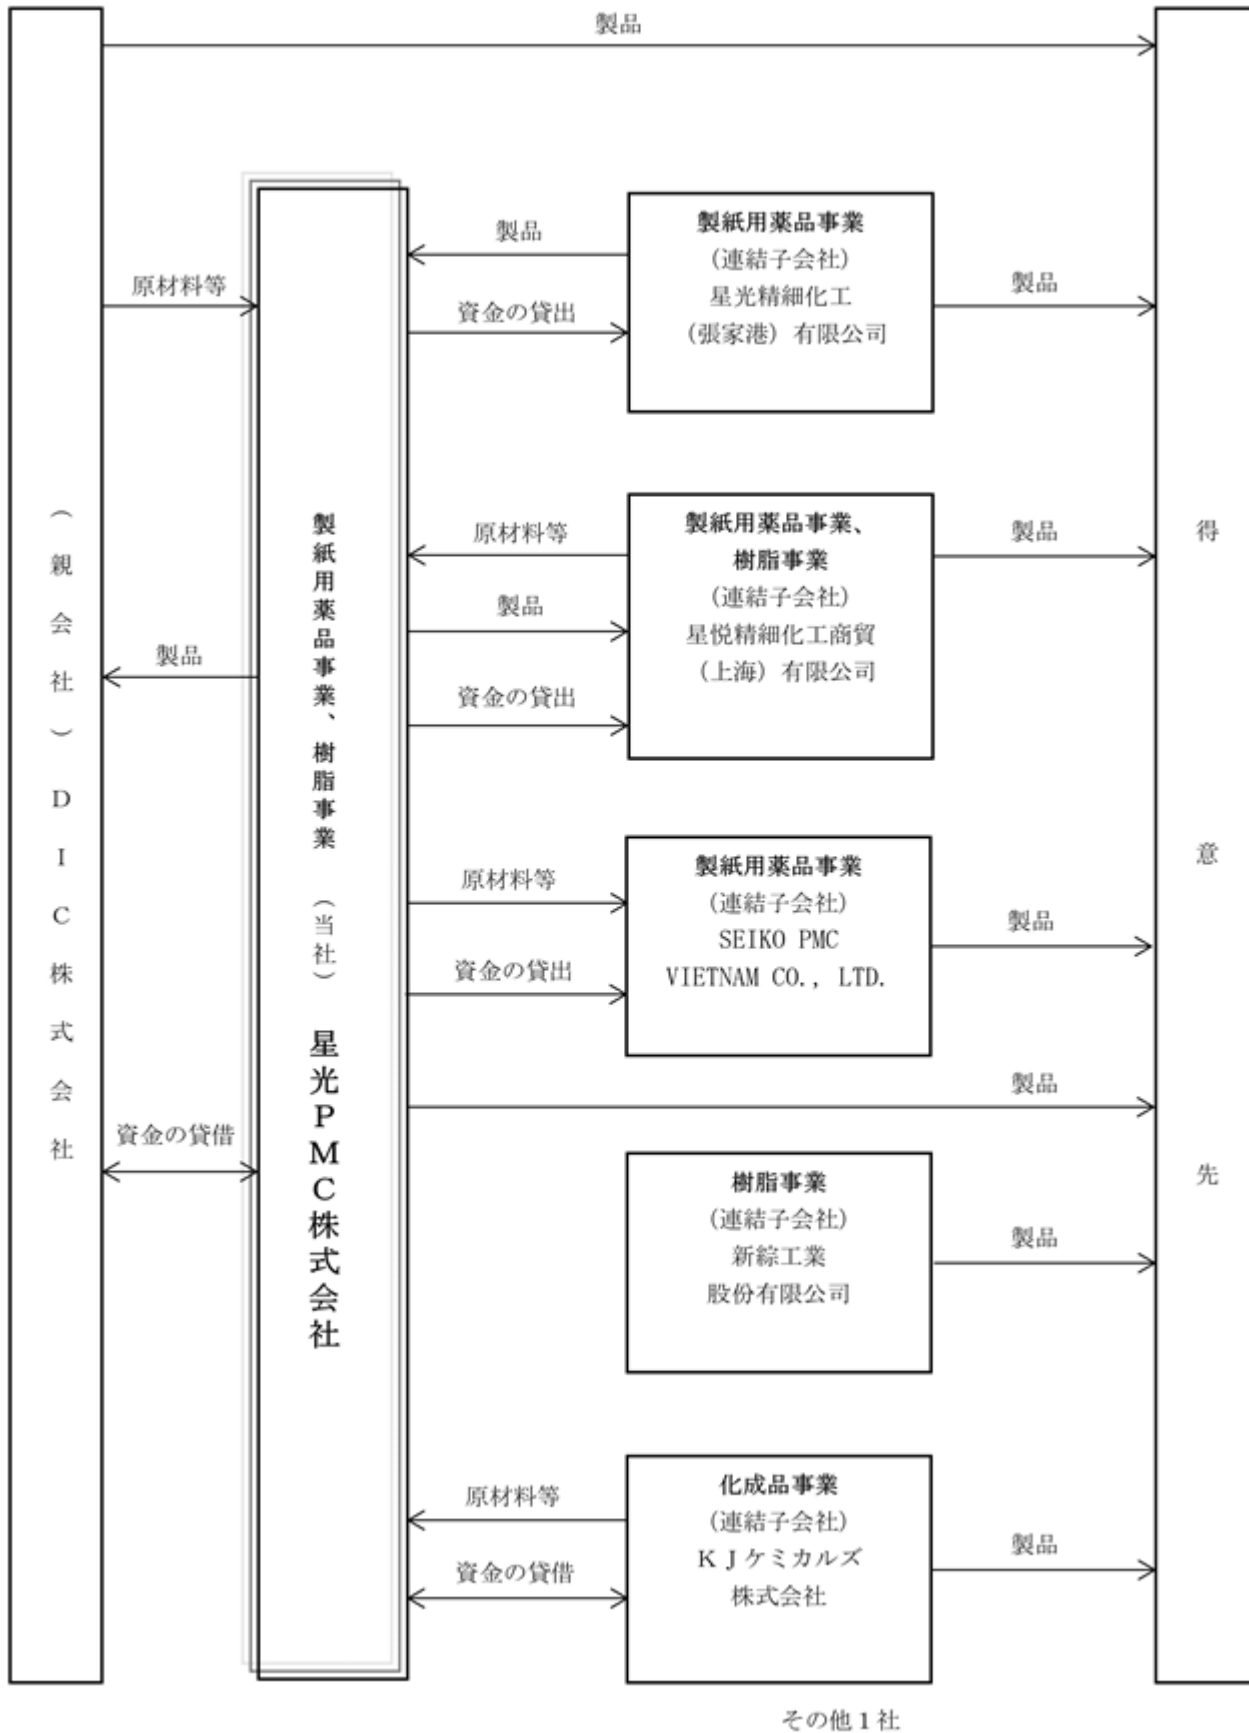 製品
（親会社）ＤＩＣ株式会社
原材料等
製品
資金の貸借
製紙用薬品事業、樹脂事業 （当社） 星光ＰＭＣ株式会社
製品
資金の貸出
製紙用薬品事業
（連結子会社）
星光精細化工
（張家港）有限公司
製品
原材料等
製品
資金の貸出
製紙用薬品事業、
樹脂事業
（連結子会社）
星悦精細化工商貿
（上海）有限公司
製品
原材料等
資金の貸出
製紙用薬品事業
（連結子会社）
SEIKO PMC
VIETNAM CO., LTD.
製品
製品
樹脂事業
（連結子会社）
新綜工業
股份有限公司
製品
原材料等
資金の貸借
化成品事業
（連結子会社）
ＫＪケミカルズ
株式会社
製品
得意先
その他１社